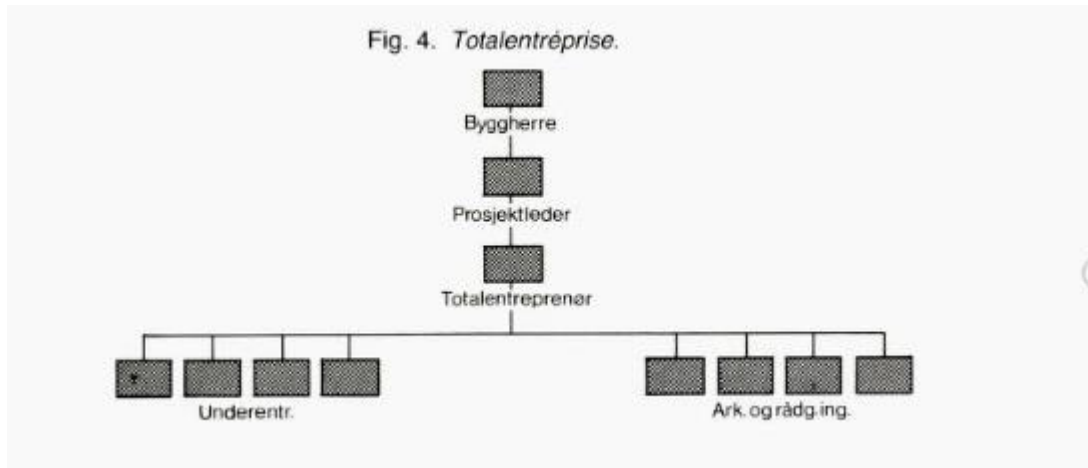 Fig. 4. Totalentréprise.
Byggherre
Prosjektleder
Totalentreprenør
Underentr.
Ark. og rådg.ing.